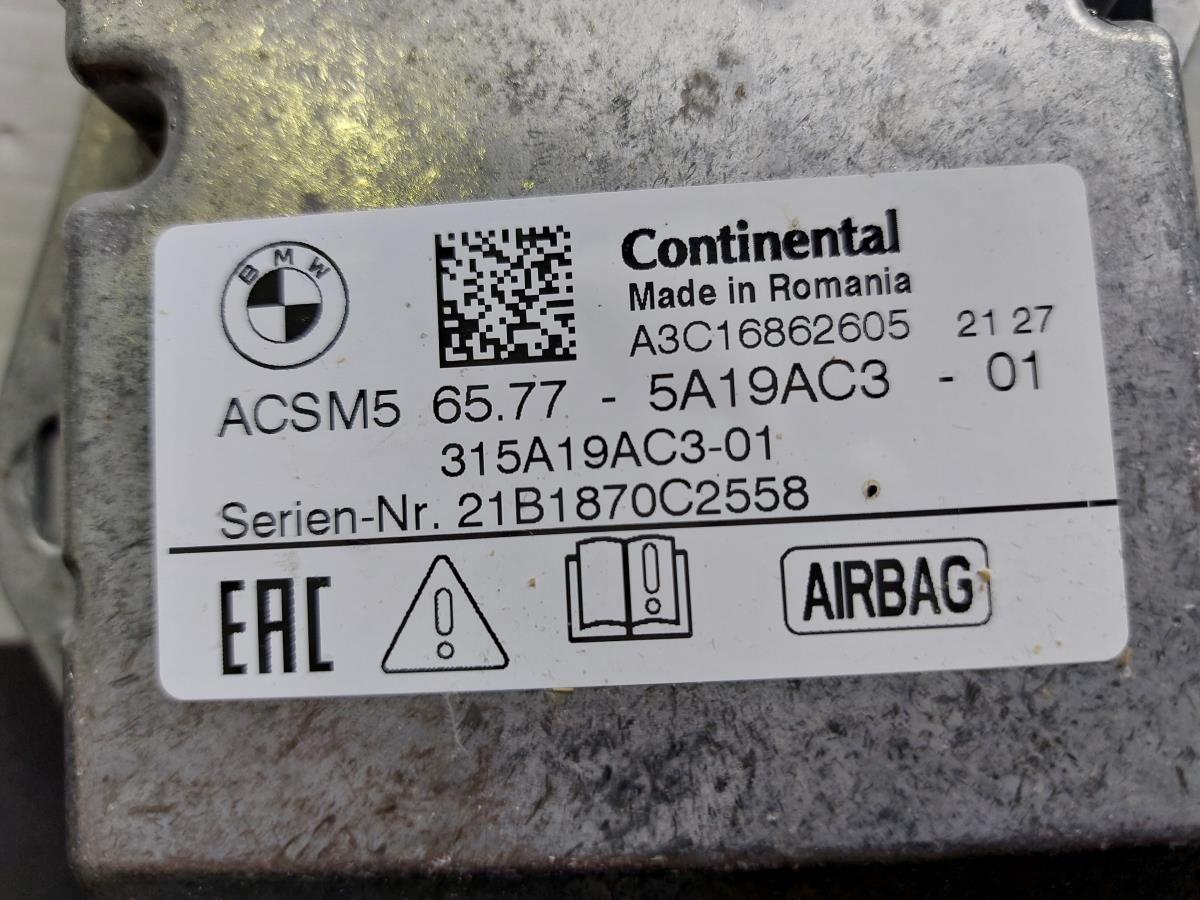 BMW
Continental
Made in Romania
A3C16862605 21 27
ACSM5 65.77 - 5A19AC3 - 01
315A19AC3-01
Serien-Nr. 21B1870C2558
EAC
AIRBAG